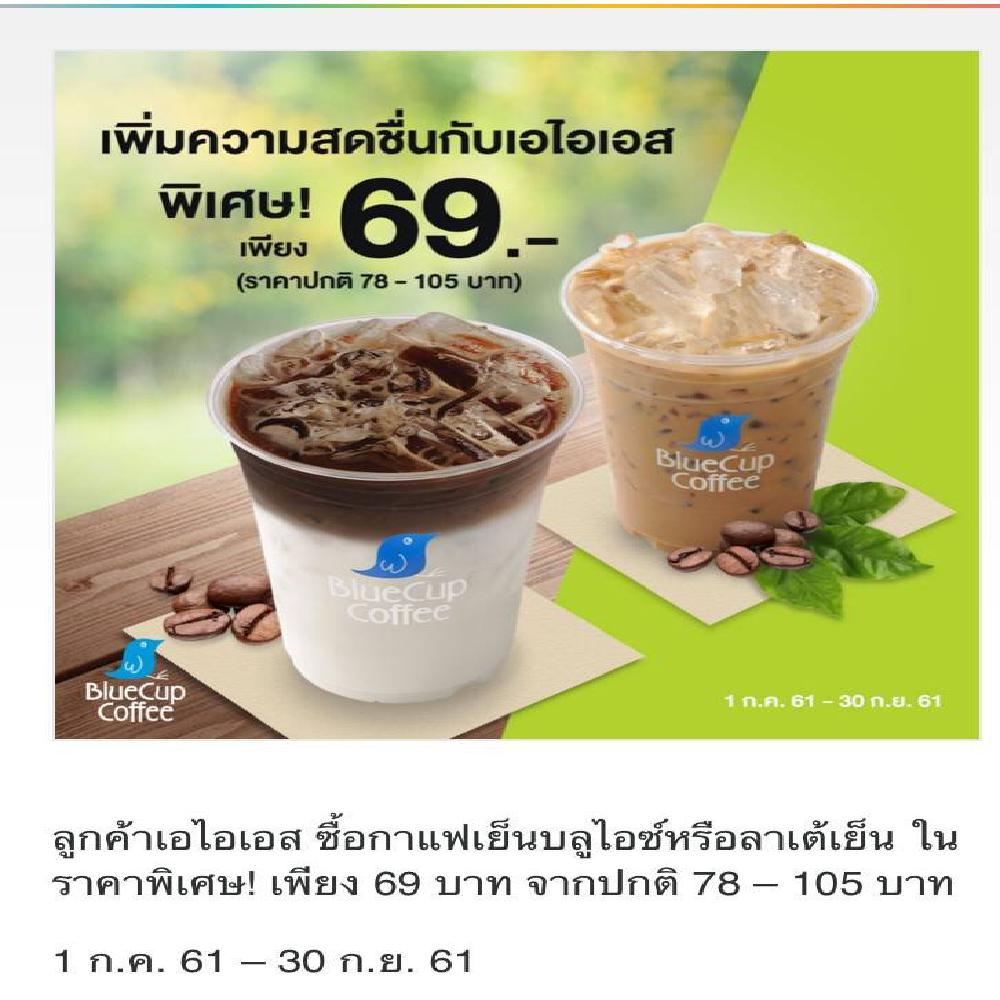 เพิ่มความสดชื่นกับเอไอเอส
พิเศษ!
เพียง
69.-
(ราคาปกติ 78 – 105 บาท)
BlueCup
Coffee
BlueCup
Coffee
BlueCup
Coffee
1 ก.ค. 61 – 30 ก.ย. 61
ลูกค้าเอไอเอส ซื้อกาแฟเย็นบลูไอซ์หรือลาเต้เย็น ใน
ราคาพิเศษ! เพียง 69 บาท จากปกติ 78 – 105 บาท
1 ก.ค. 61 – 30 ก.ย. 61